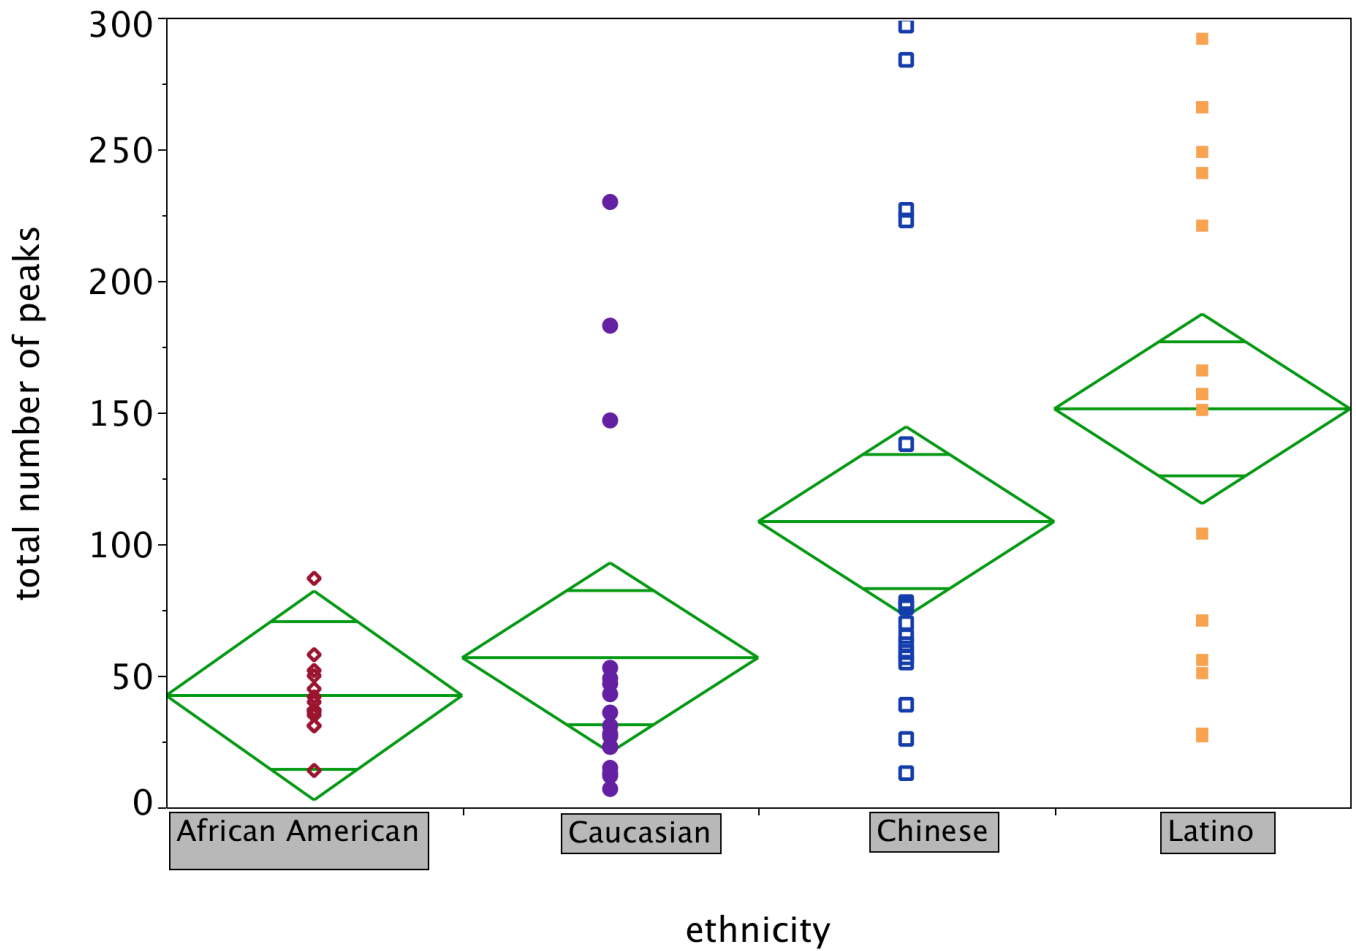 300
250
200
150
100
50
0
total number of peaks
African American
Caucasian
Chinese
Latino
ethnicity